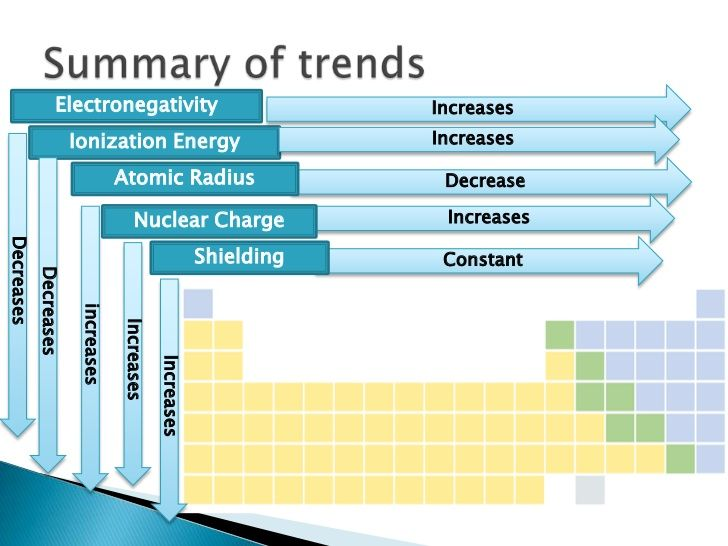 Summary of trends
Electronegativity
Increases
Ionization Energy
Increases
Atomic Radius
Decrease
Nuclear Charge
Increases
Shielding
Constant
Decreases
Decreases
increases
Increases
Increases